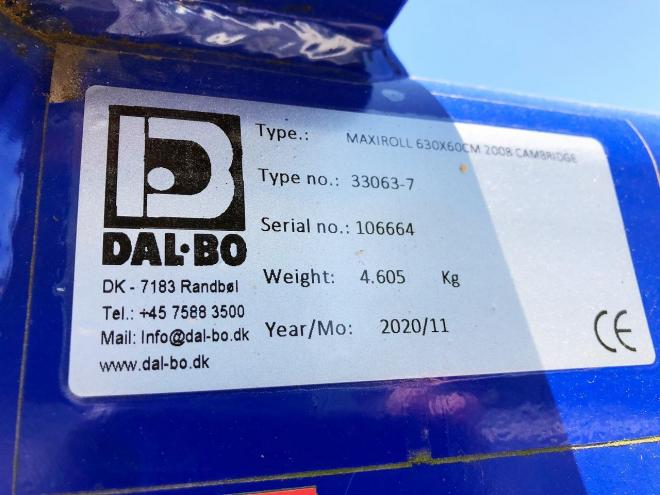 DAL·BO
DK - 7183 Randbøl
Tel.: +45 7588 3500
Mail: Info@dal-bo.dk
www.dal-bo.dk
Type.: MAXIROLL 630X60CM 2008 CAMBRIDGE
Type no.: 33063-7
Serial no.: 106664
Weight: 4.605 Kg
Year/Mo: 2020/11
CE